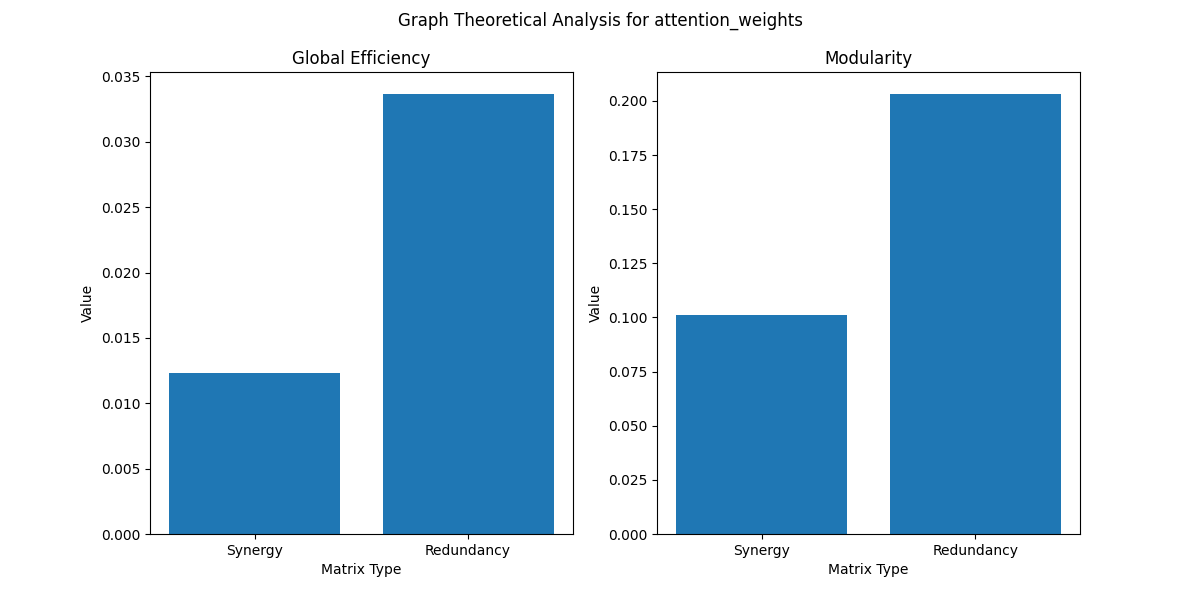 Graph Theoretical Analysis for attention_weights
Global Efficiency
0.035
0.030
0.025
0.020
0.015
0.010
0.005
0.000
Value
Synergy Redundancy
Matrix Type
Modularity
0.200
0.175
0.150
0.125
0.100
0.075
0.050
0.025
0.000
Value
Synergy Redundancy
Matrix Type